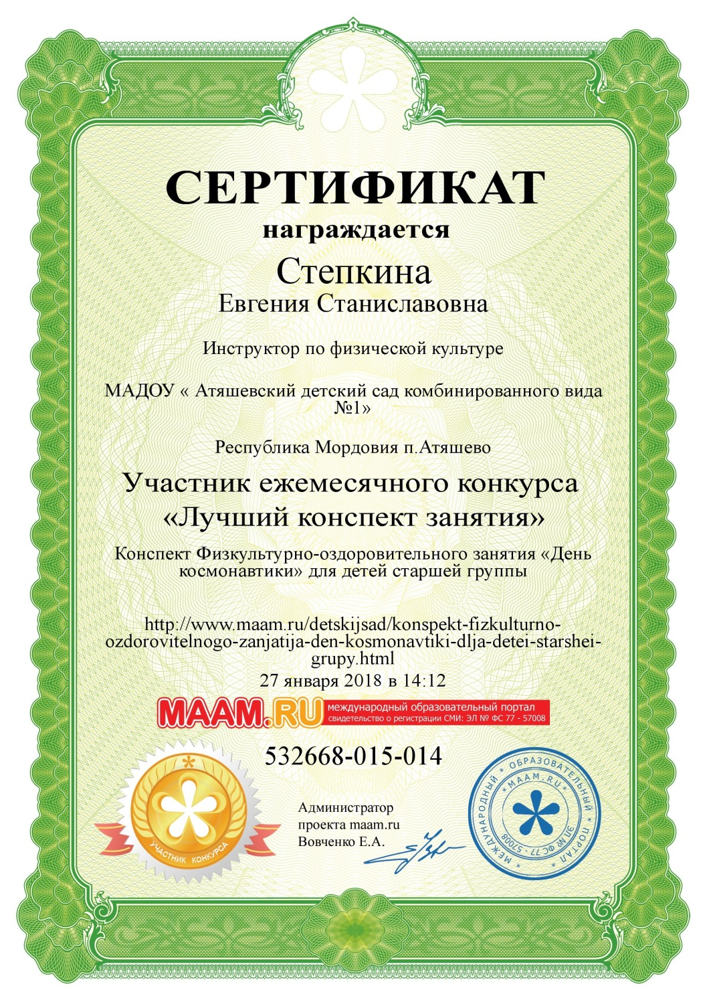 СЕРТИФИКАТ
награждается
Степкина
Евгения Станиславовна
Инструктор по физической культуре
МАДОУ « Атяшевский детский сад комбинированного вида
№1»
Республика Мордовия п.Атяшево
Участник ежемесячного конкурса
«Лучший конспект занятия»
Конспект Физкультурно-оздоровительного занятия «День
космонавтики» для детей старшей группы
http://www.maam.ru/detskijsad/konspekt-fizkulturno-
ozdorovitelnogo-zanjatija-den-kosmonavtiki-dlja-detei-starshei-
grupy.html
27 января 2018 в 14:12
MAAM.RU
международный образовательный портал
свидетельство о регистрации СМИ: ЭЛ № ФС 77 - 57008
532668-015-014
УЧАСТНИК КОНКУРСА
Администратор
проекта maam.ru
Вовченко Е.А.
* МЕЖДУНАРОДНЫЙ * ОБРАЗОВАТЕЛЬНЫЙ * ПОРТАЛ *
* MAAM.RU *
ЭЛ № ФС 77 - 57008